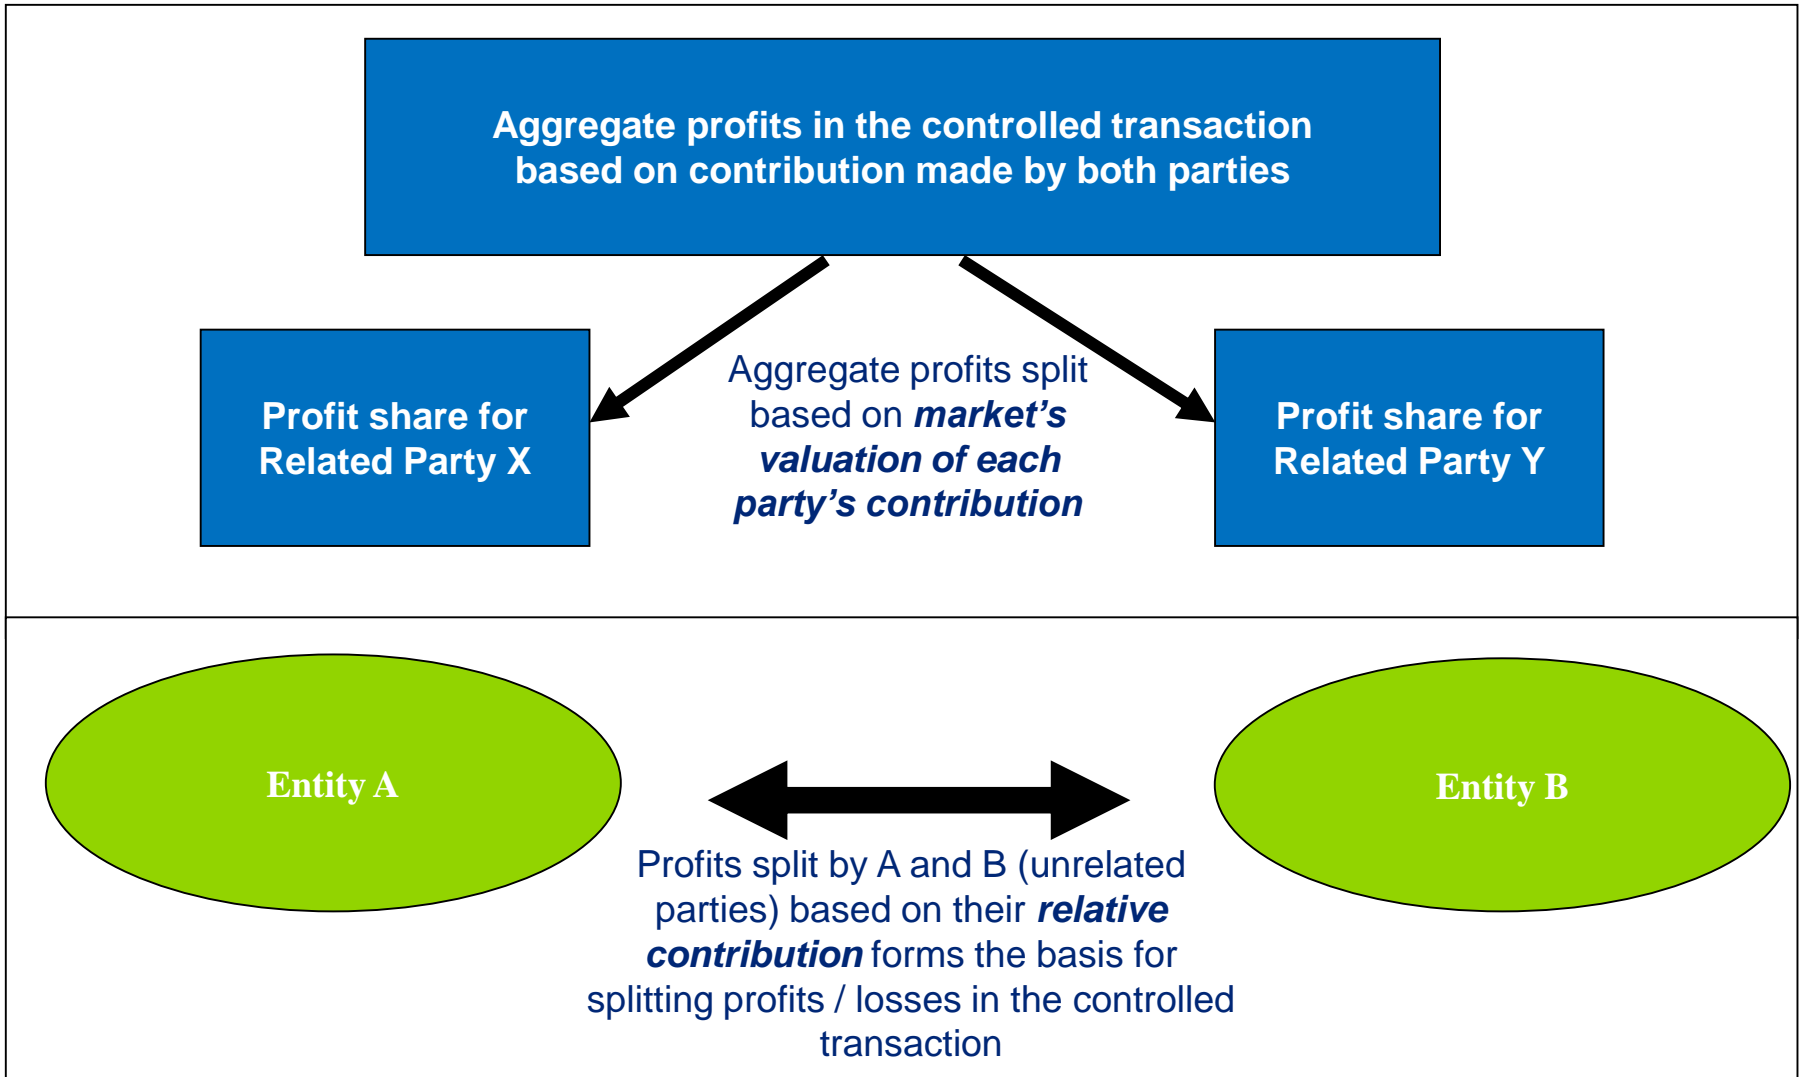 Aggregate profits in the controlled transaction
based on contribution made by both parties
Profit share for
Related Party X
Aggregate profits split
based on market’s
valuation of each
party’s contribution
Profit share for
Related Party Y
Entity A
Entity B
Profits split by A and B (unrelated
parties) based on their relative
contribution forms the basis for
splitting profits / losses in the controlled
transaction